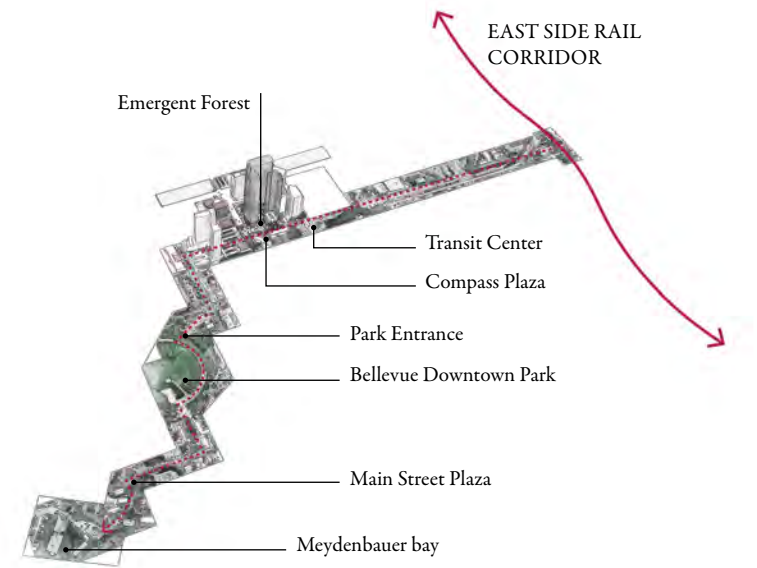 EAST SIDE RAIL
CORRIDOR
Emergent Forest
Transit Center
Compass Plaza
Park Entrance
Bellevue Downtown Park
Main Street Plaza
Meydenbauer bay